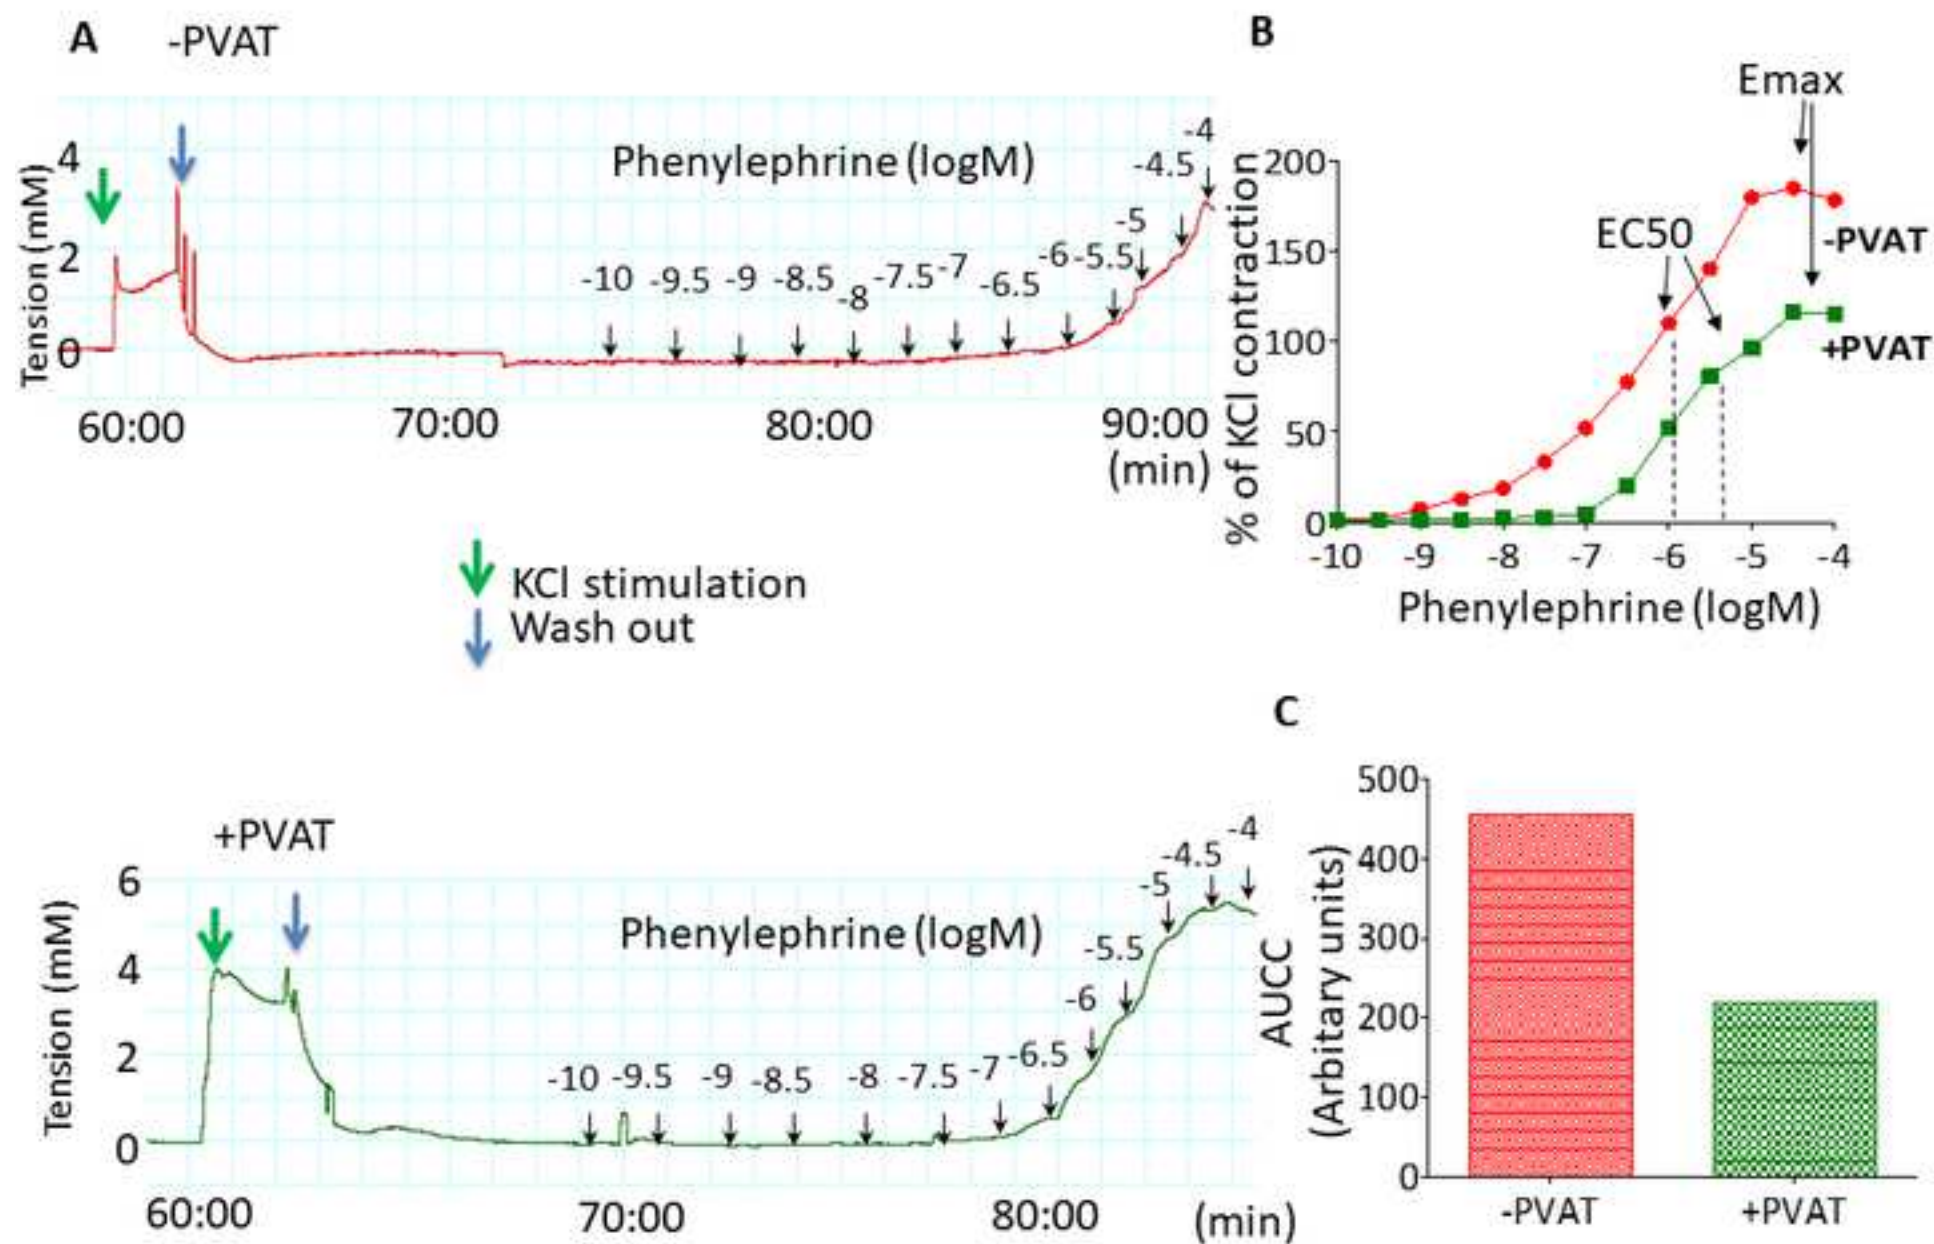 A
-PVAT
Tension (mM)
4
2
0
Phenylephrine (logM)
-10
-9.5
-9
-8.5
-8
-7.5
-7
-6.5
-6
-5.5
-5
-4.5
-4
60:00
70:00
80:00
90:00
(min)
KCl stimulation
Wash out
B
Emax
EC50
-PVAT
+PVAT
% of KCl contraction
200
150
100
50
0
-10
-9
-8
-7
-6
-5
-4
Phenylephrine (logM)
+PVAT
Tension (mM)
6
4
2
0
Phenylephrine (logM)
-10
-9.5
-9
-8.5
-8
-7.5
-7
-6.5
-6
-5.5
-5
-4.5
-4
60:00
70:00
80:00
(min)
C
AUCC
(Arbitary units)
500
400
300
200
100
0
-PVAT
+PVAT